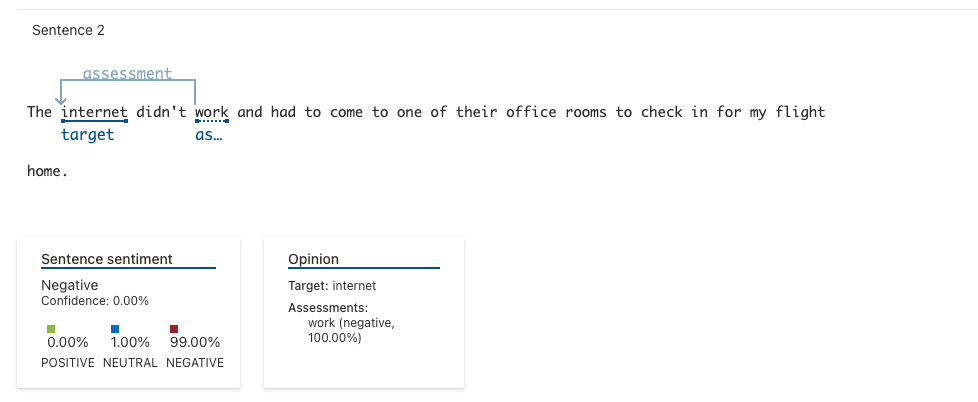 Sentence 2
assessment
The internet didn't work and had to come to one of their office rooms to check in for my flight
target as…
home.
Sentence sentiment
Negative
Confidence: 0.00%
0.00% 1.00% 99.00%
POSITIVE NEUTRAL NEGATIVE
Opinion
Target: internet
Assessments:
work (negative,
100.00%)